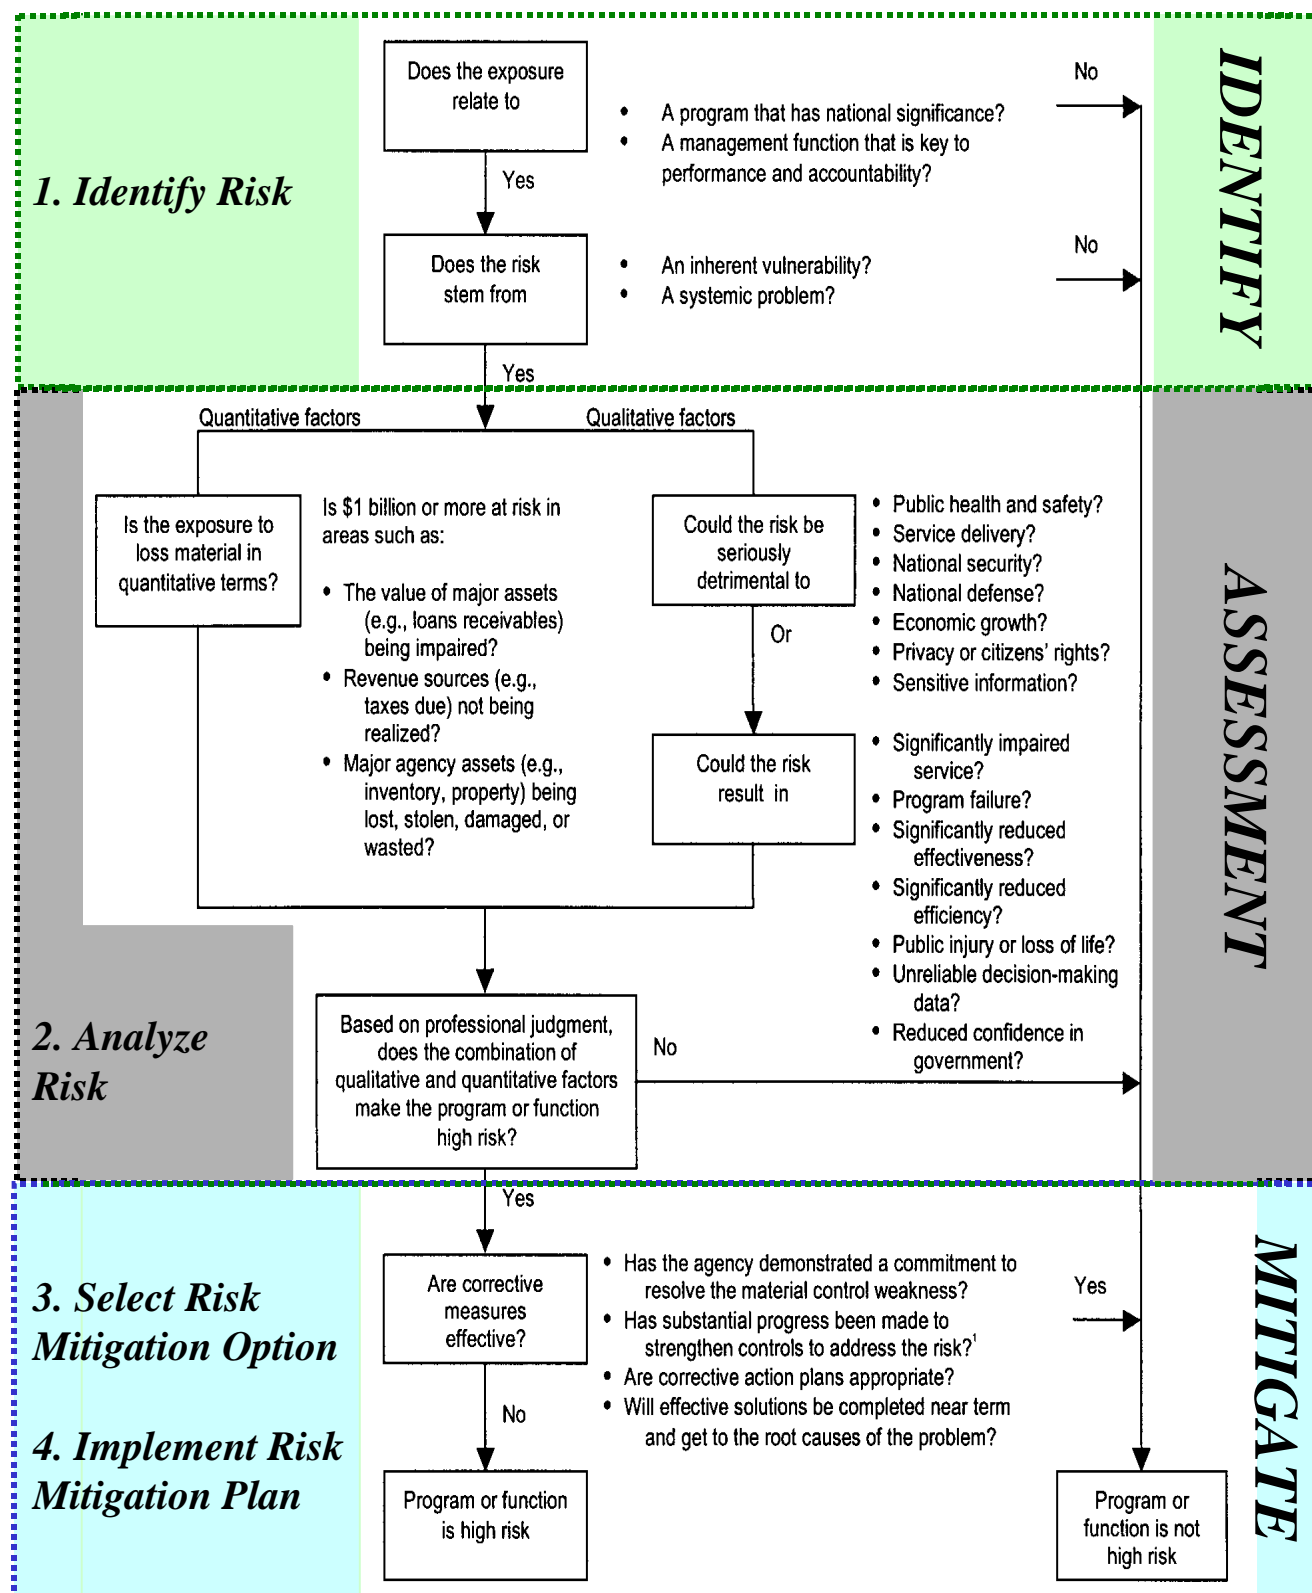 Does the exposure
relate to
No
• A program that has national significance?
• A management function that is key to
performance and accountability?
IDENTIFY
1. Identify Risk
Yes
Does the risk
stem from
• An inherent vulnerability?
• A systemic problem?
No
Yes
Quantitative factors
Qualitative factors
Is the exposure to
loss material in
quantitative terms?
Is $1 billion or more at risk in
areas such as:
• The value of major assets
(e.g., loans receivables)
being impaired?
• Revenue sources (e.g.,
taxes due) not being
realized?
• Major agency assets (e.g.,
inventory, property) being
lost, stolen, damaged, or
wasted?
Could the risk be
seriously
detrimental to
• Public health and safety?
• Service delivery?
• National security?
• National defense?
• Economic growth?
• Privacy or citizens' rights?
• Sensitive information?
Or
Could the risk
result in
• Significantly impaired
service?
• Program failure?
• Significantly reduced
effectiveness?
• Significantly reduced
efficiency?
• Public injury or loss of life?
• Unreliable decision-making
data?
• Reduced confidence in
government?
ASSESSMENT
2. Analyze
Risk
Based on professional judgment,
does the combination of
qualitative and quantitative factors
make the program or function
high risk?
No
Yes
3. Select Risk
Mitigation Option
4. Implement Risk
Mitigation Plan
Are corrective
measures
effective?
• Has the agency demonstrated a commitment to
resolve the material control weakness?
• Has substantial progress been made to
strengthen controls to address the risk?¹
• Are corrective action plans appropriate?
• Will effective solutions be completed near term
and get to the root causes of the problem?
Yes
MITIGATE
No
Program or function
is high risk
Program or
function is not
high risk